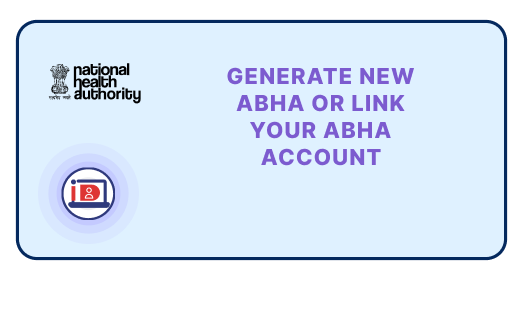 national
health
authority
GENERATE NEW
ABHA OR LINK
YOUR ABHA
ACCOUNT